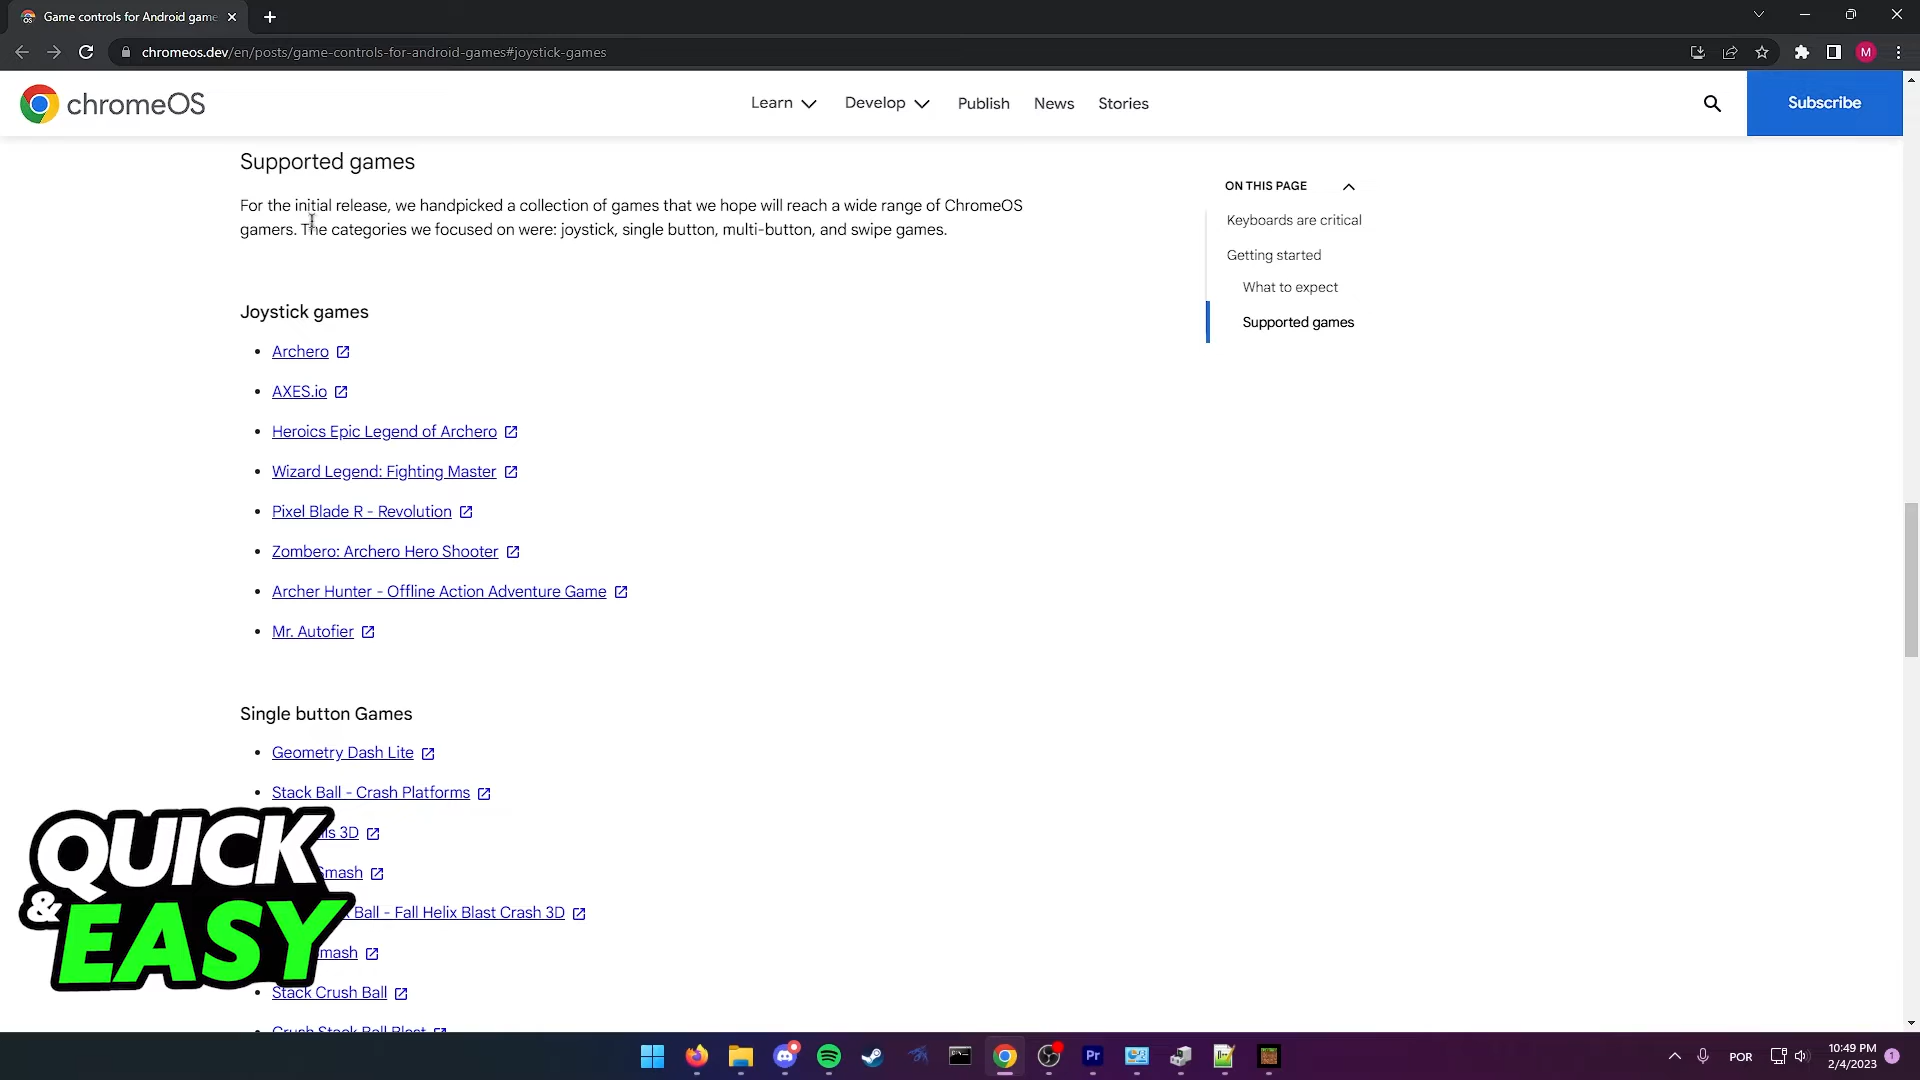 Game controls for Android game
chromeos.dev/en/posts/game-controls-for-android-games#joystick-games
M
chromeOS
Learn
Develop
Publish
News
Stories
Subscribe
Supported games
For the initial release, we handpicked a collection of games that we hope will reach a wide range of ChromeOS
gamers. The categories we focused on were: joystick, single button, multi-button, and swipe games.
ON THIS PAGE
Keyboards are critical
Getting started
What to expect
Supported games
Joystick games
Archero
AXES.io
Heroics Epic Legend of Archero
Wizard Legend: Fighting Master
Pixel Blade R - Revolution
Zombero: Archero Hero Shooter
Archer Hunter - Offline Action Adventure Game
Mr. Autofier
Single button Games
Geometry Dash Lite
Stack Ball - Crash Platforms
3D
Ball - Fall Helix Blast Crash 3D
Stack Crush Ball
Crush Stack Ball Blast
QUICK
& EASY
Pr
POR
10:49 PM
2/4/2023
1